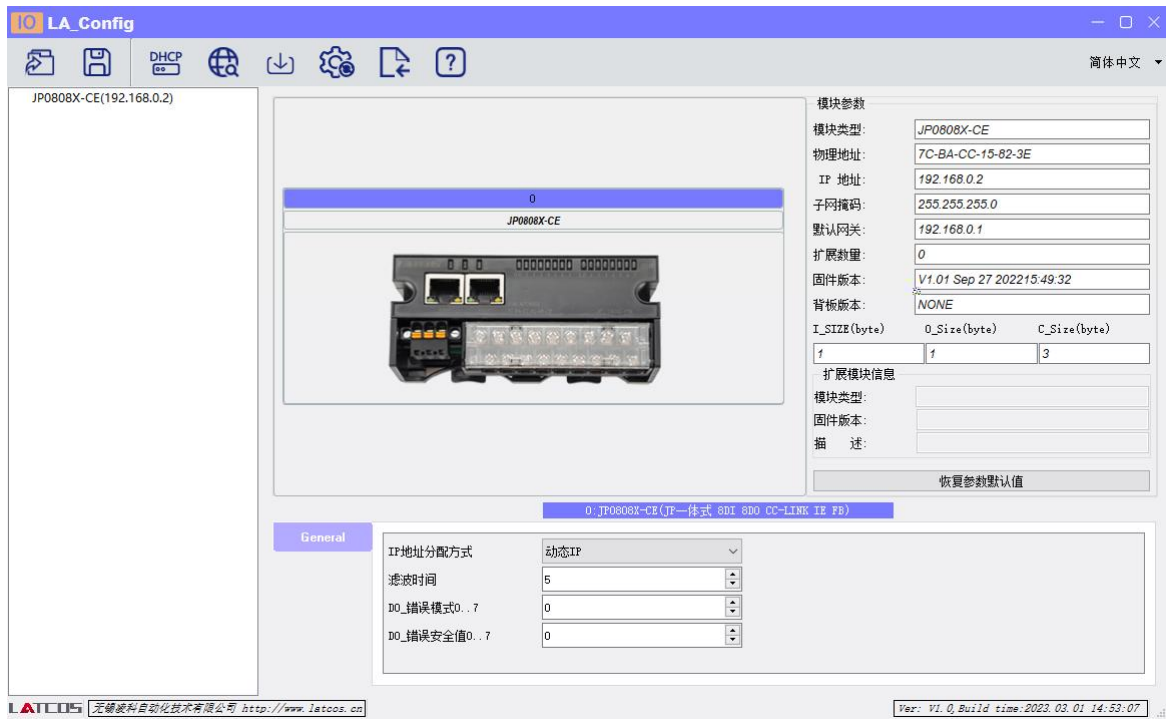 IO LA_Config
DHCP
简体中文
JP0808X-CE(192.168.0.2)
0
JP0808X-CE
模块参数
模块类型: JP0808X-CE
物理地址: 7C-BA-CC-15-82-3E
IP 地址: 192.168.0.2
子网掩码: 255.255.255.0
默认网关: 192.168.0.1
扩展数量: 0
固件版本: V1.01 Sep 27 202215:49:32
背板版本: NONE
I_SIZE(byte) O_Size(byte) C_Size(byte)
1 1 3
扩展模块信息
模块类型:
固件版本:
描 述:
恢复参数默认值
0:JP0808X-CE(JP一体式 8DI 8DO CC-LINK IE FB)
General
IP地址分配方式 动态IP
滤波时间 5
DO_错误模式0..7 0
DO_错误安全值0..7 0
LATCOS 无锡凌科自动化技术有限公司 http://www.latcos.cn
Ver: V1.0,Build time:2023.03.01 14:53:07